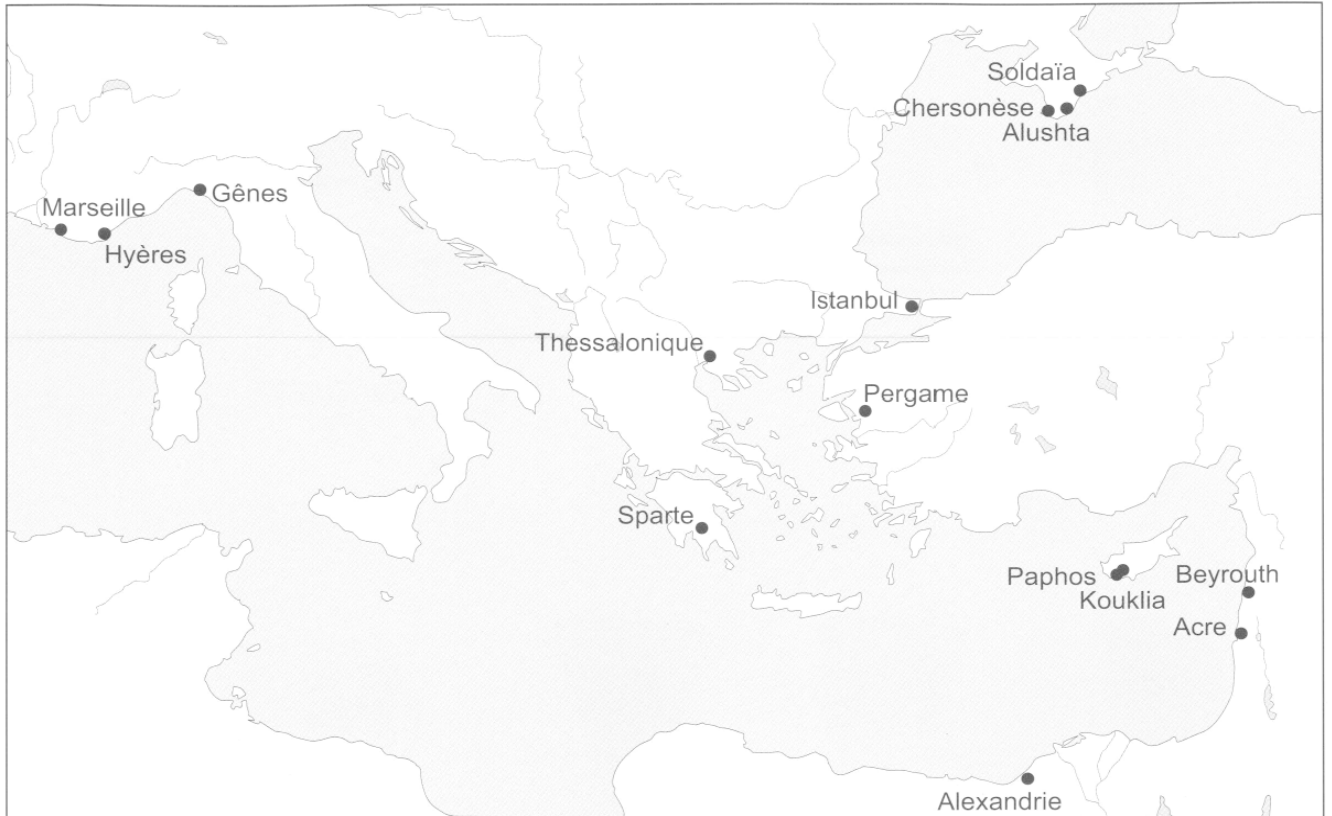 Soldaïa
Chersonèse
Alushta
Gênes
Marseille
Hyères
Istanbul
Thessalonique
Pergame
Sparte
Paphos
Beyrouth
Kouklia
Acre
Alexandrie